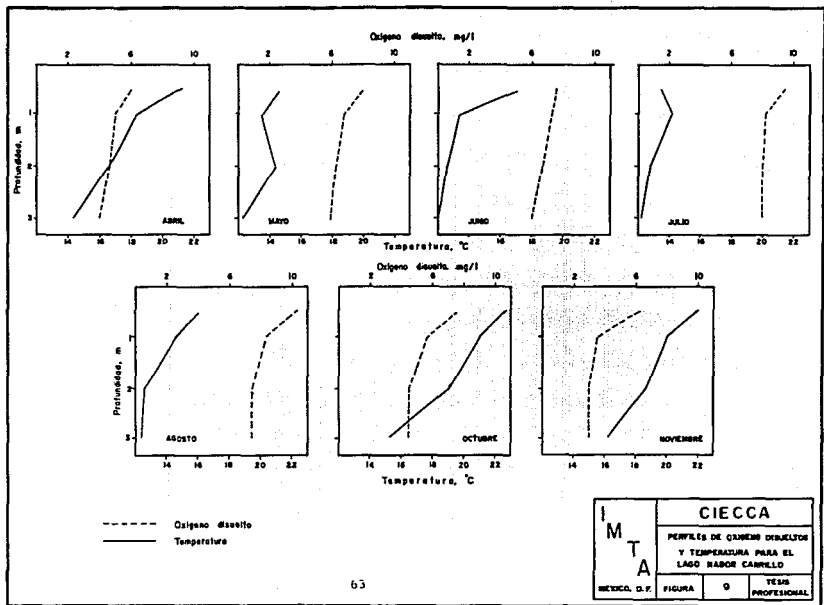 Oxígeno disuelto, mg/l
2 6 10 2 6 10 2 6 10 2 6 10
Profundidad, m
1
2
3
ABRIL MAYO JUNIO JULIO
14 16 18 20 22 14 16 18 20 22 14 16 18 20 22 14 16 18 20 22
Temperatura, °C
Oxígeno disuelto, mg/l
2 6 10 2 6 10 2 6 10
Profundidad, m
1
2
3
AGOSTO OCTUBRE NOVIEMBRE
14 16 18 20 22 14 16 18 20 22 14 16 18 20 22
Temperatura, °C
Oxígeno disuelto
Temperatura
63
IMTA
MEXICO, D.F.
CIECCA
PERFILES DE OXIGENO DISUELTOS
Y TEMPERATURA PARA EL
LAGO NABOR CARRILLO
FIGURA 9 TESIS
PROFESIONAL